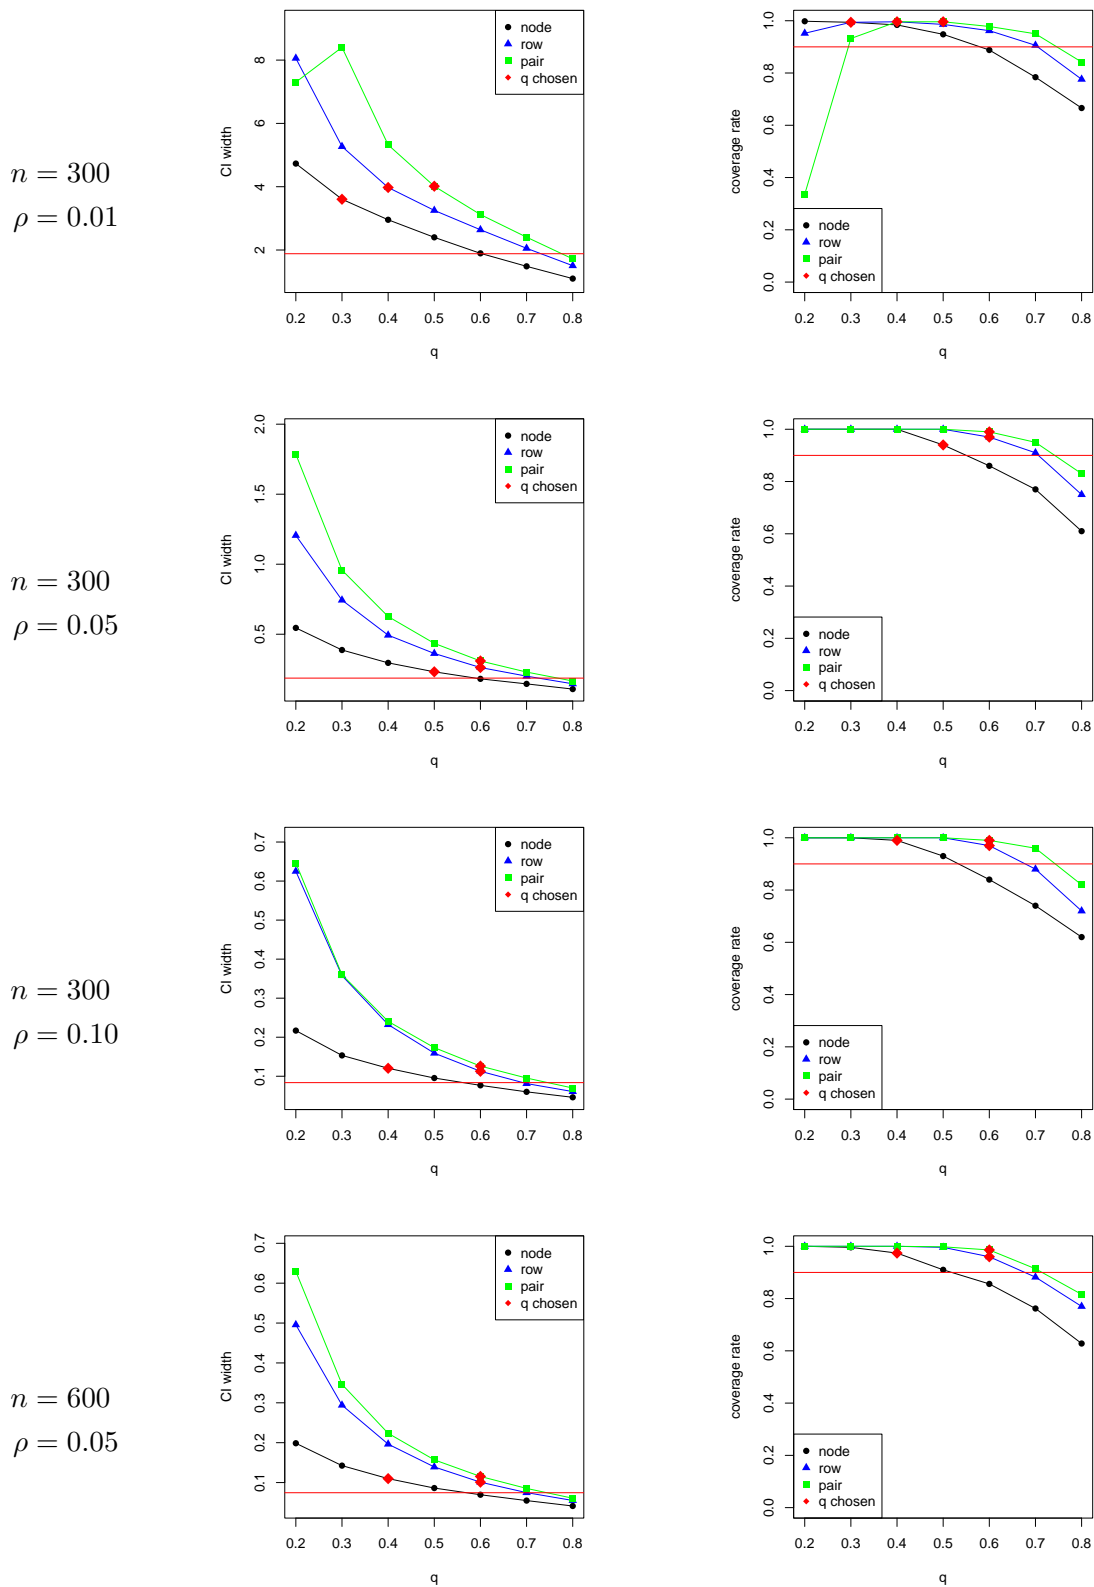 n = 300
ρ = 0.01
CI width
8
6
4
2
0.2 0.3 0.4 0.5 0.6 0.7 0.8
q
node
row
pair
q chosen
coverage rate
1.0
0.8
0.6
0.4
0.2
0.0
0.2 0.3 0.4 0.5 0.6 0.7 0.8
q
node
row
pair
q chosen
n = 300
ρ = 0.05
CI width
2.0
1.5
1.0
0.5
0.2 0.3 0.4 0.5 0.6 0.7 0.8
q
node
row
pair
q chosen
coverage rate
1.0
0.8
0.6
0.4
0.2
0.0
0.2 0.3 0.4 0.5 0.6 0.7 0.8
q
node
row
pair
q chosen
n = 300
ρ = 0.10
CI width
0.7
0.6
0.5
0.4
0.3
0.2
0.1
0.2 0.3 0.4 0.5 0.6 0.7 0.8
q
node
row
pair
q chosen
coverage rate
1.0
0.8
0.6
0.4
0.2
0.0
0.2 0.3 0.4 0.5 0.6 0.7 0.8
q
node
row
pair
q chosen
n = 600
ρ = 0.05
CI width
0.7
0.6
0.5
0.4
0.3
0.2
0.1
0.2 0.3 0.4 0.5 0.6 0.7 0.8
q
node
row
pair
q chosen
coverage rate
1.0
0.8
0.6
0.4
0.2
0.0
0.2 0.3 0.4 0.5 0.6 0.7 0.8
q
node
row
pair
q chosen